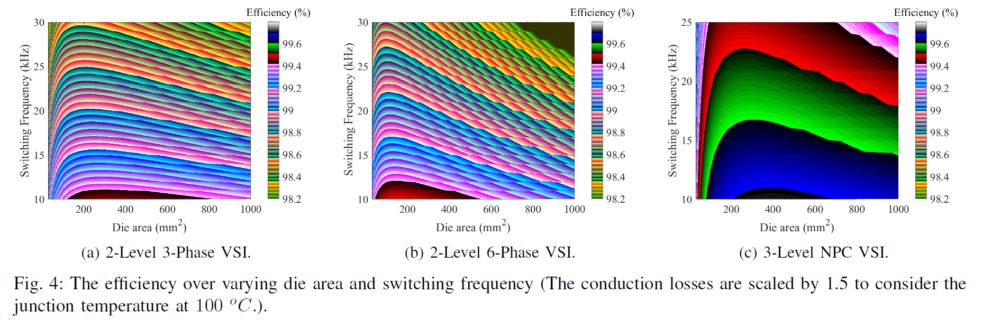 Efficiency (%)
30
25
20
15
10
Switching Frequency (kHz)
200 400 600 800 1000
Die area (mm²)
99.6
99.4
99.2
99
98.8
98.6
98.4
98.2
(a) 2-Level 3-Phase VSI.
Efficiency (%)
30
25
20
15
10
Switching Frequency (kHz)
200 400 600 800 1000
Die area (mm²)
99.6
99.4
99.2
99
98.8
98.6
98.4
98.2
(b) 2-Level 6-Phase VSI.
Efficiency (%)
25
20
15
10
Switching Frequency (kHz)
200 400 600 800 1000
Die area (mm²)
99.6
99.4
99.2
99
98.8
98.6
98.4
98.2
(c) 3-Level NPC VSI.
Fig. 4: The efficiency over varying die area and switching frequency (The conduction losses are scaled by 1.5 to consider the
junction temperature at 100 °C.).